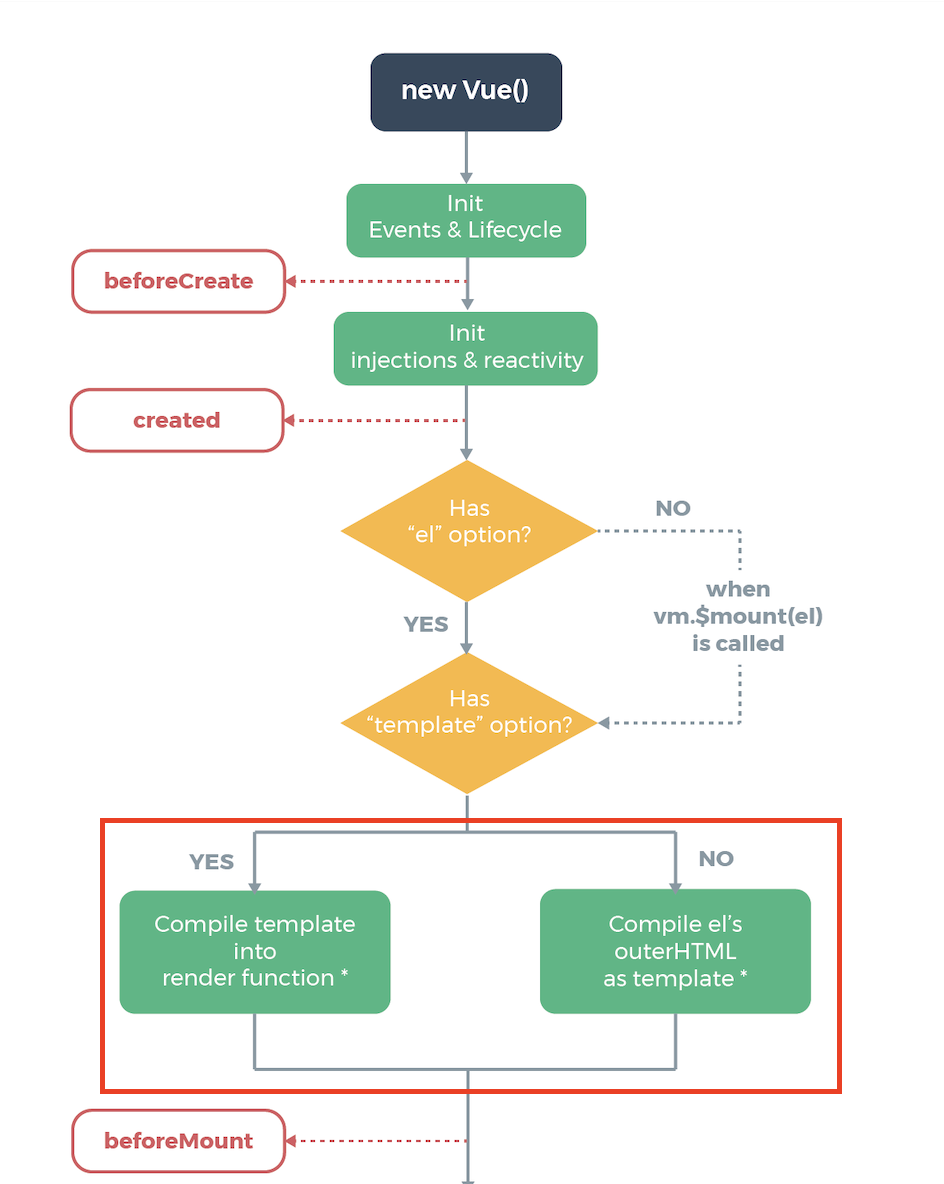 new Vue()
Init
Events & Lifecycle
beforeCreate
Init
injections & reactivity
created
Has
“el” option?
NO
when
vm.$mount(el)
is called
YES
Has
“template” option?
YES
NO
Compile template
into
render function *
Compile el’s
outerHTML
as template *
beforeMount